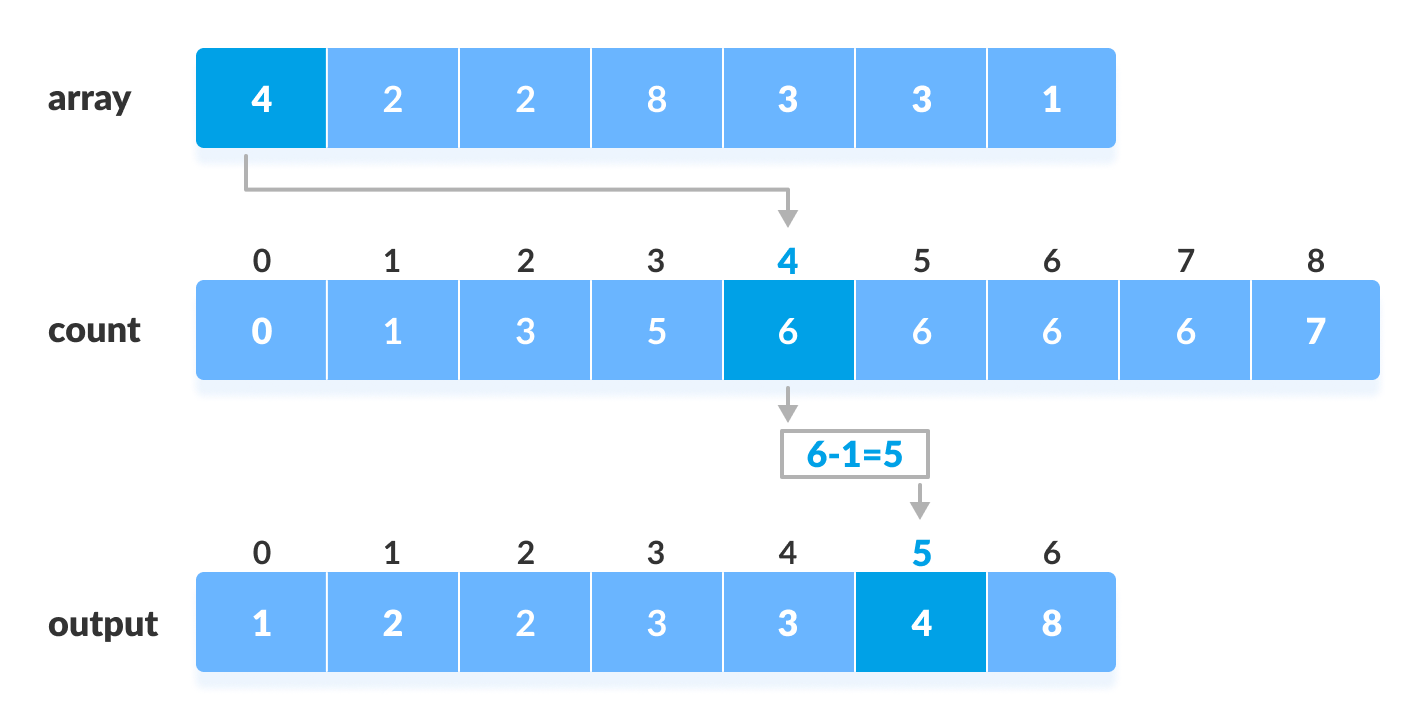 array 4 2 2 8 3 3 1
0 1 2 3 4 5 6 7 8
count 0 1 3 5 6 6 6 6 7
6-1=5
0 1 2 3 4 5 6
output 1 2 2 3 3 4 8